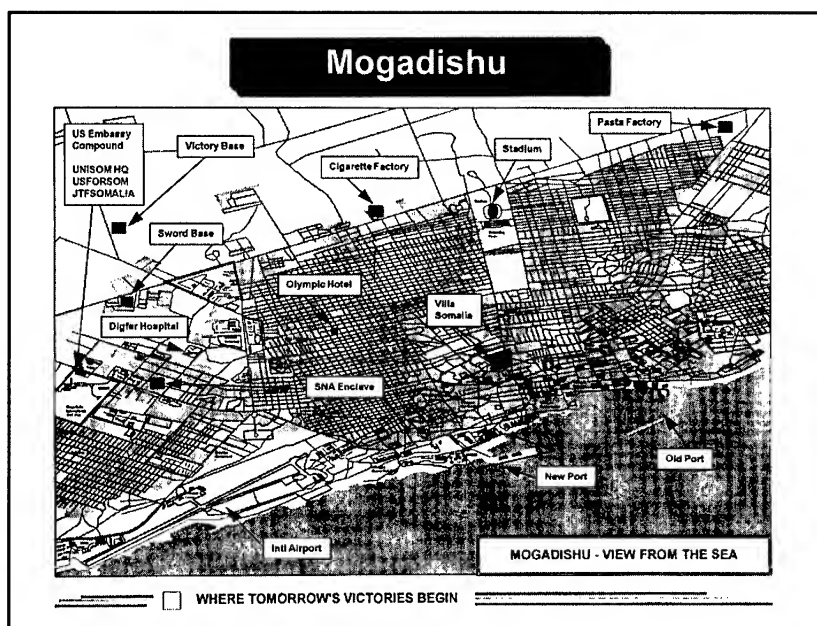 Mogadishu
US Embassy
Compound
UNISOM HQ
USFORSOM
JTFSOMALIA
Victory Base
Cigarette Factory
Stadium
Pasta Factory
Sword Base
Olympic Hotel
Villa
Somalia
Digfer Hospital
SNA Enclave
Old Port
New Port
Intl Airport
MOGADISHU - VIEW FROM THE SEA
WHERE TOMORROW'S VICTORIES BEGIN